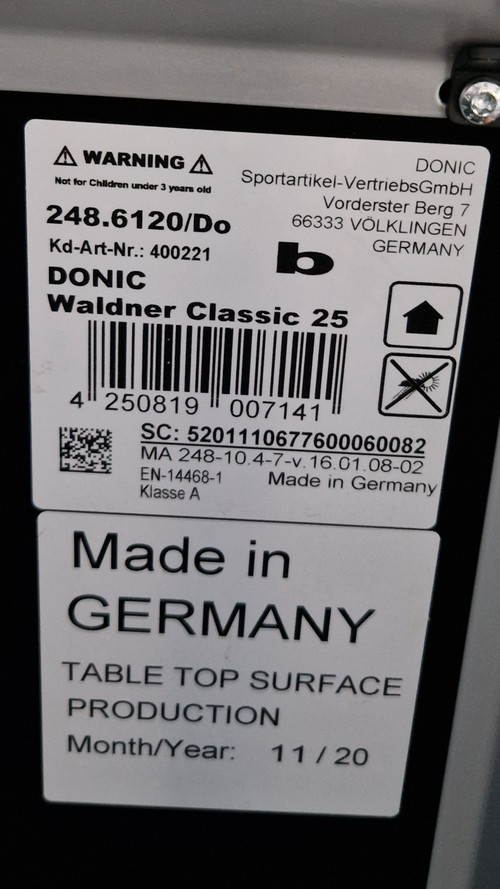 WARNING
Not for Children under 3 years old
DONIC
Sportartikel-VertriebsGmbH
Vorderster Berg 7
66333 VÖLKLINGEN
GERMANY
248.6120/Do
Kd-Art-Nr.: 400221
b
DONIC
Waldner Classic 25
4 250819 007141
SC: 5201110677600060082
MA 248-10.4-7-v.16.01.08-02
EN-14468-1 Made in Germany
Klasse A
Made in
GERMANY
TABLE TOP SURFACE
PRODUCTION
Month/Year: 11 / 20